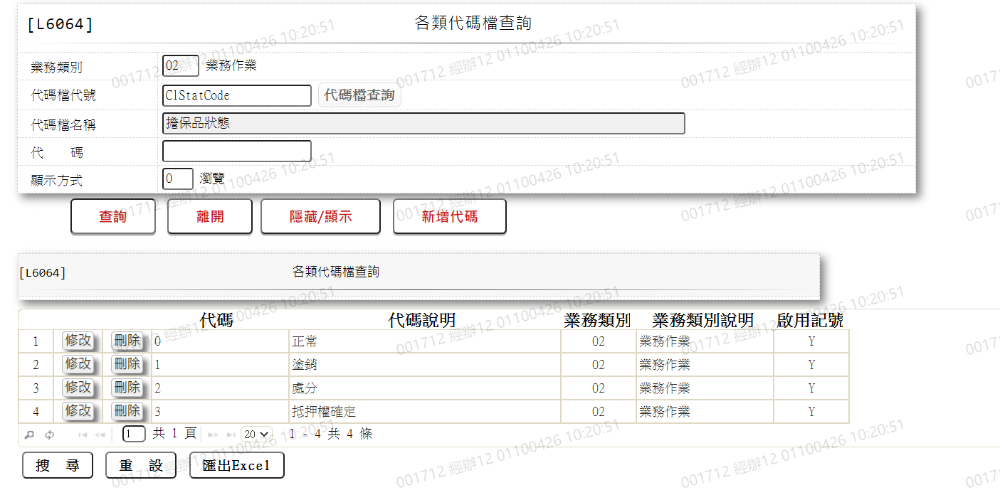 [L6064] 各類代碼檔查詢
業務類別 02 業務作業
代碼檔代號 ClStatCode 代碼檔查詢
代碼檔名稱 擔保品狀態
代 碼
顯示方式 0 瀏覽
查詢 離開 隱藏/顯示 新增代碼
[L6064] 各類代碼檔查詢
代碼 代碼說明 業務類別 業務類別說明 啟用記號
1 修改 刪除 0 正常 02 業務作業 Y
2 修改 刪除 1 塗銷 02 業務作業 Y
3 修改 刪除 2 處分 02 業務作業 Y
4 修改 刪除 3 抵押權確定 02 業務作業 Y
1 共 1 頁 20 1 - 4 共 4 條
搜 尋 重 設 匯出Excel
001712 經辦12 01100426 10:20:51